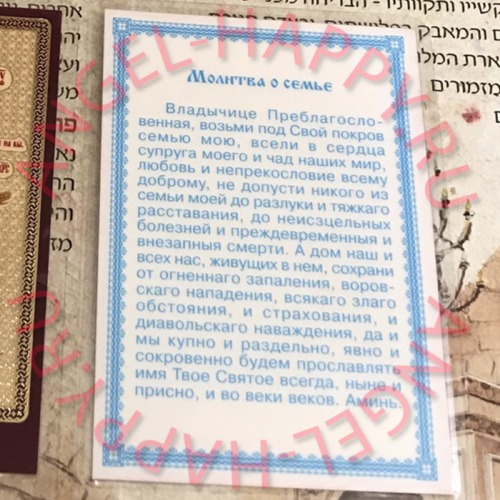 Молитва о семье
Владычице Преблагосло-
венная, возьми под Свой покров
семью мою, всели в сердца
супруга моего и чад наших мир,
любовь и непрекословие всему
доброму, не допусти никого из
семьи моей до разлуки и тяжкаго
расставания, до неисцельных
болезней и преждевременныя и
внезапныя смерти. А дом наш и
всех нас, живущих в нем, сохрани
от огненнаго запаления, воров-
скаго нападения, всякаго злаго
обстояния, и страхования, и
диавольскаго наваждения, да и
мы купно и раздельно, явно и
сокровенно будем прославлять
имя Твое Святое всегда, ныне и
присно, и во веки веков. Аминь.
ANGEL-HAPPY.RU
ANGEL-HAPPY.RU